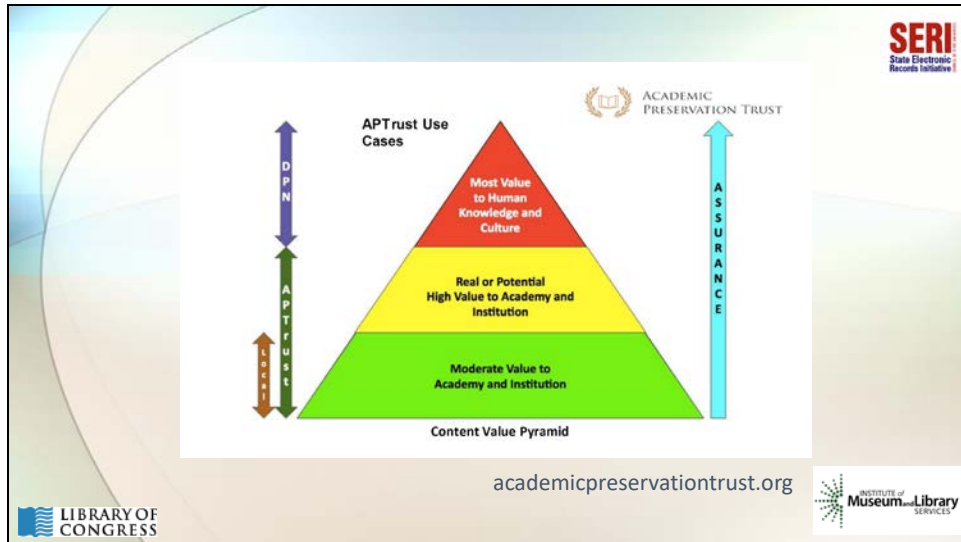 SERI
State Electronic
Records Initiative
ACADEMIC
PRESERVATION TRUST
APTrust Use
Cases
DPN
APTrust
Local
Most Value
to Human
Knowledge and
Culture
Real or Potential
High Value to Academy and
Institution
Moderate Value to
Academy and Institution
ASSURANCE
Content Value Pyramid
academicpreservationtrust.org
LIBRARY OF
CONGRESS
INSTITUTE of
Museum and Library
SERVICES